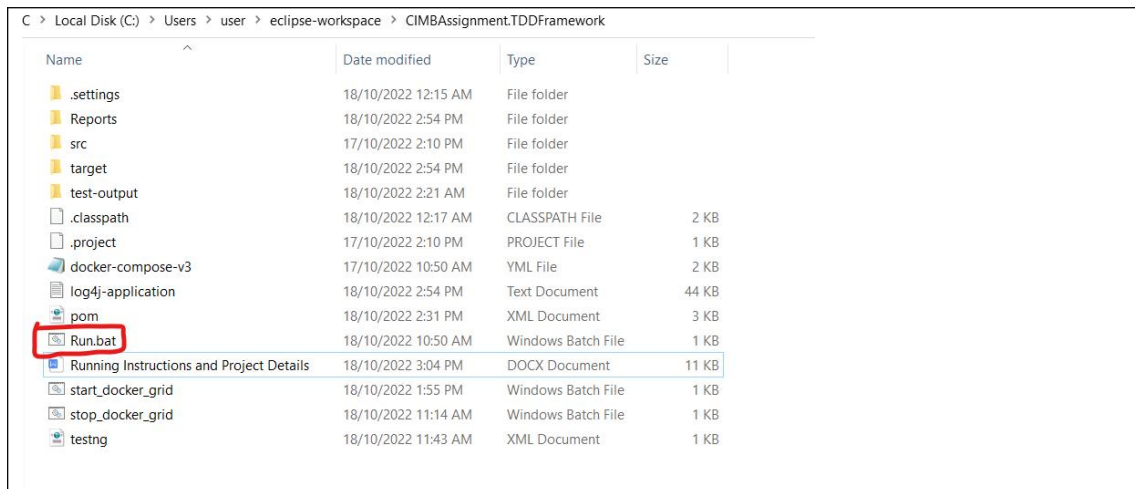 C > Local Disk (C:) > Users > user > eclipse-workspace > CIMBAssignment.TDDFramework
Name Date modified Type Size
.settings 18/10/2022 12:15 AM File folder
Reports 18/10/2022 2:54 PM File folder
src 17/10/2022 2:10 PM File folder
target 18/10/2022 2:54 PM File folder
test-output 18/10/2022 2:21 AM File folder
.classpath 18/10/2022 12:17 AM CLASSPATH File 2 KB
.project 17/10/2022 2:10 PM PROJECT File 1 KB
docker-compose-v3 17/10/2022 10:50 AM YML File 2 KB
log4j-application 18/10/2022 2:54 PM Text Document 44 KB
pom 18/10/2022 2:31 PM XML Document 3 KB
Run.bat 18/10/2022 10:50 AM Windows Batch File 1 KB
Running Instructions and Project Details 18/10/2022 3:04 PM DOCX Document 11 KB
start_docker_grid 18/10/2022 1:55 PM Windows Batch File 1 KB
stop_docker_grid 18/10/2022 11:14 AM Windows Batch File 1 KB
testng 18/10/2022 11:43 AM XML Document 1 KB